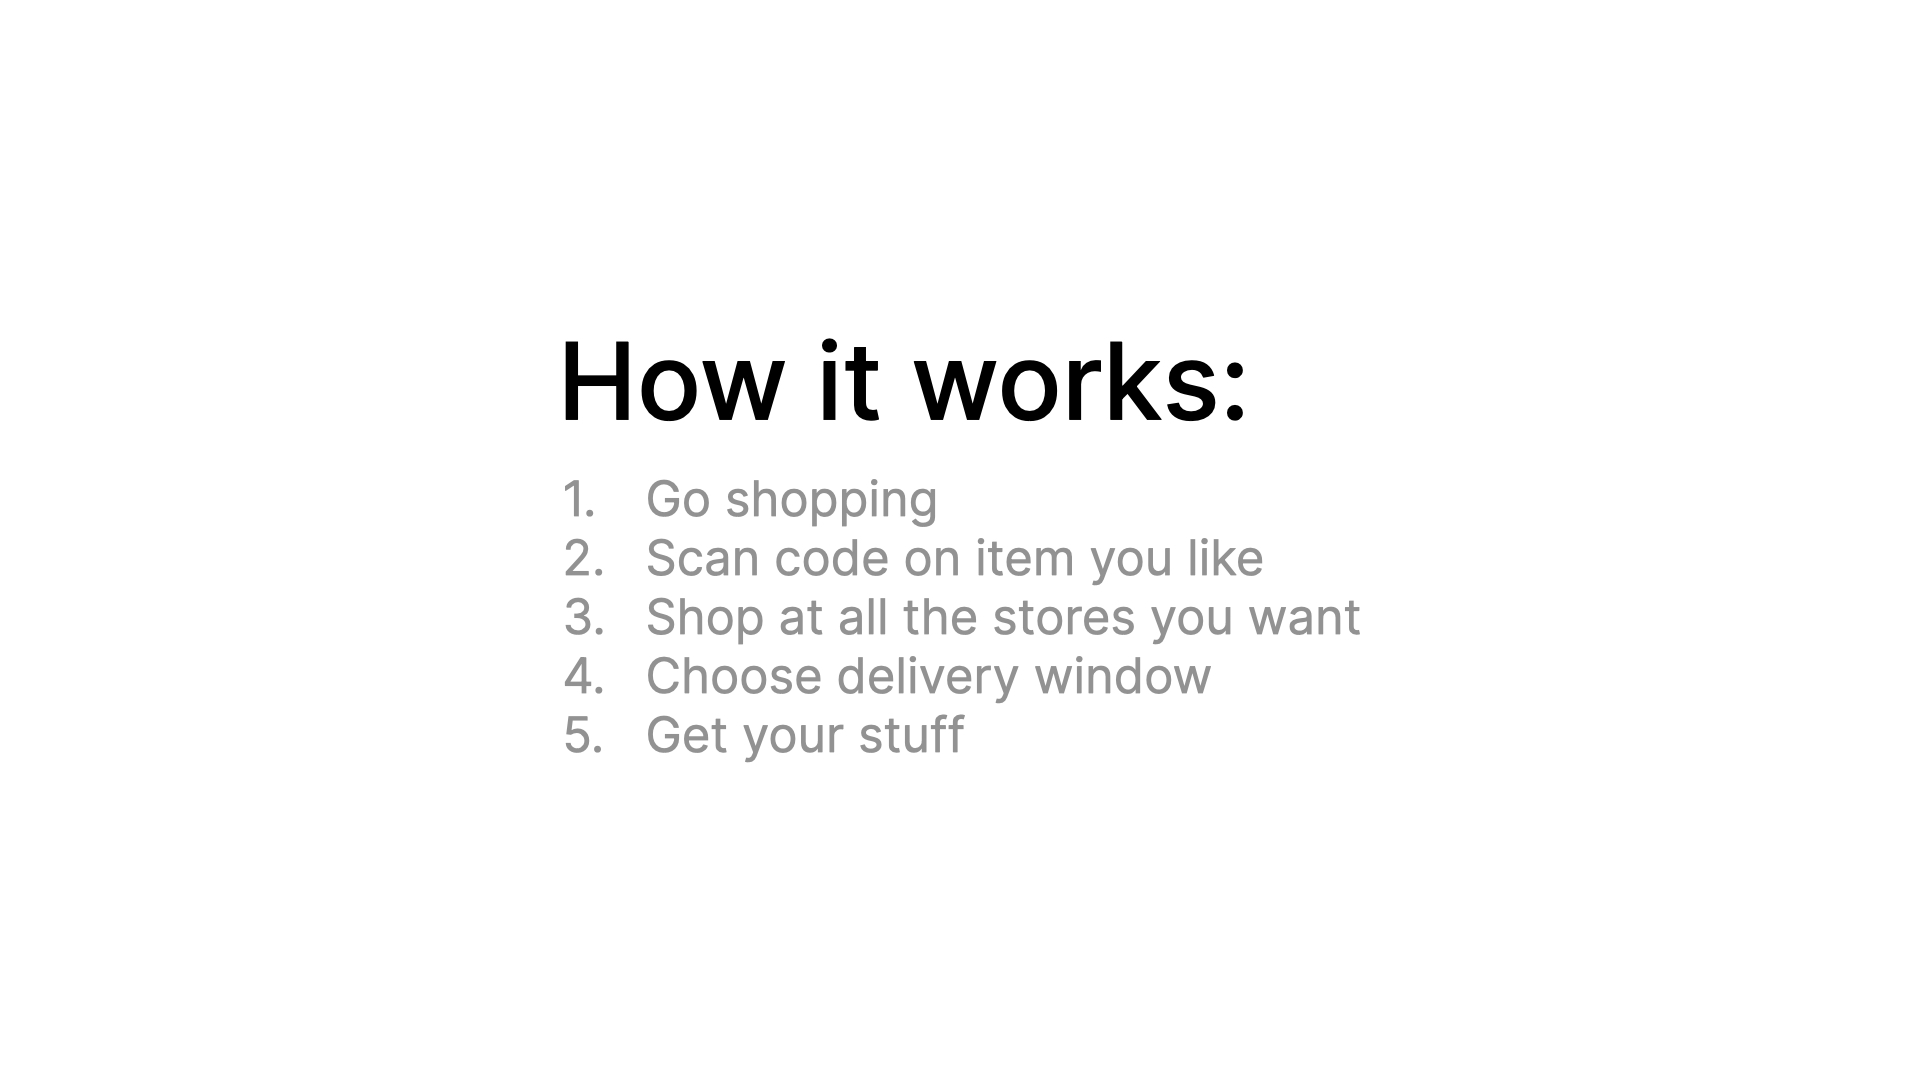 How it works:
1. Go shopping
2. Scan code on item you like
3. Shop at all the stores you want
4. Choose delivery window
5. Get your stuff